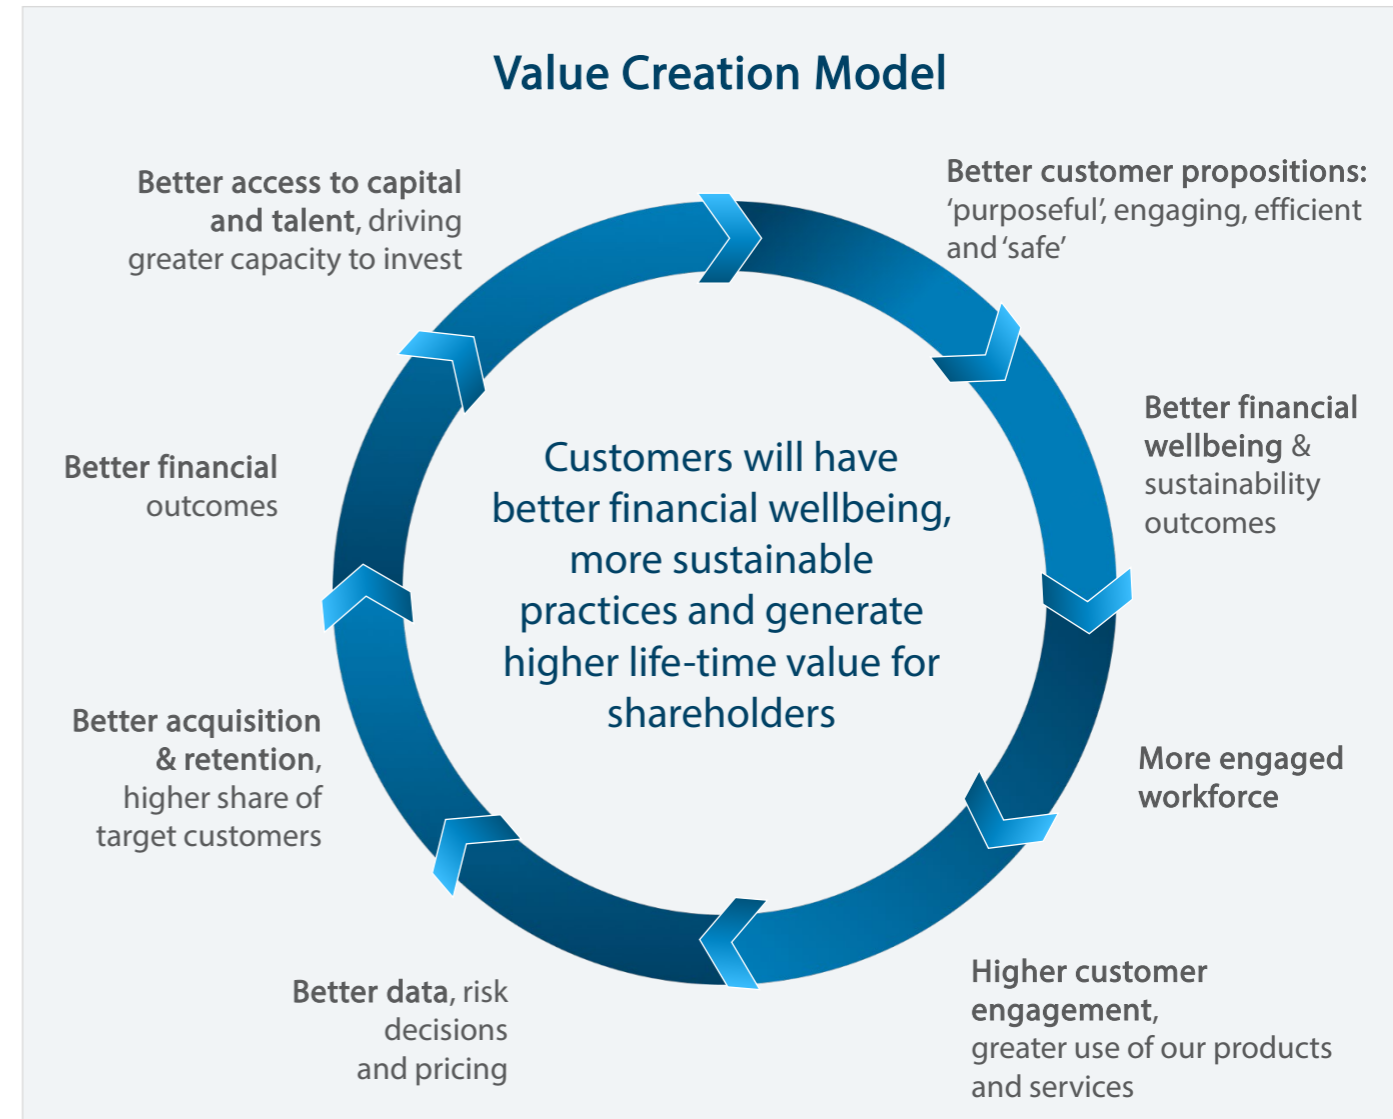 Value Creation Model
Better access to capital
and talent, driving
greater capacity to invest
Better customer propositions:
‘purposeful’, engaging, efficient
and ‘safe’
Better financial
wellbeing &
sustainability
outcomes
More engaged
workforce
Higher customer
engagement,
greater use of our products
and services
Better data, risk
decisions
and pricing
Better acquisition
& retention,
higher share of
target customers
Better financial
outcomes
Customers will have
better financial wellbeing,
more sustainable
practices and generate
higher life-time value for
shareholders